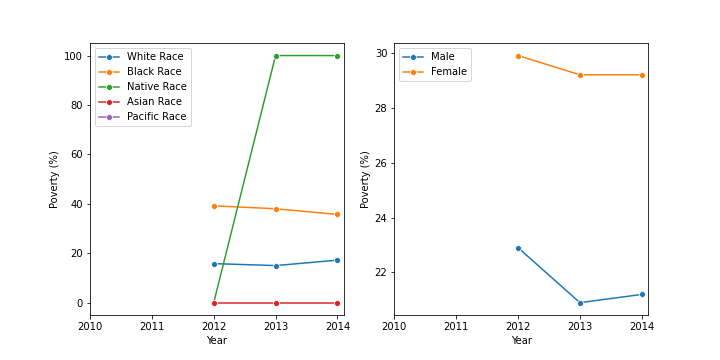 100
80
60
40
20
0
Poverty (%)
White Race
Black Race
Native Race
Asian Race
Pacific Race
2010 2011 2012 2013 2014
Year
30
28
26
24
22
Poverty (%)
Male
Female
2010 2011 2012 2013 2014
Year